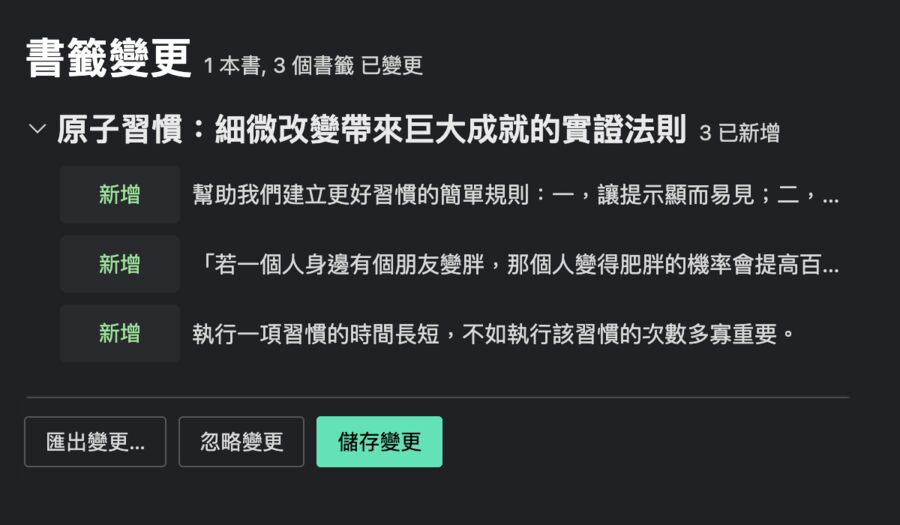 書籤變更 1 本書, 3 個書籤 已變更
原子習慣：細微改變帶來巨大成就的實證法則 3 已新增
新增 幫助我們建立更好習慣的簡單規則：一，讓提示顯而易見；二，...
新增 「若一個人身邊有個朋友變胖，那個人變得肥胖的機率會提高百...
新增 執行一項習慣的時間長短，不如執行該習慣的次數多寡重要。
匯出變更... 忽略變更 儲存變更